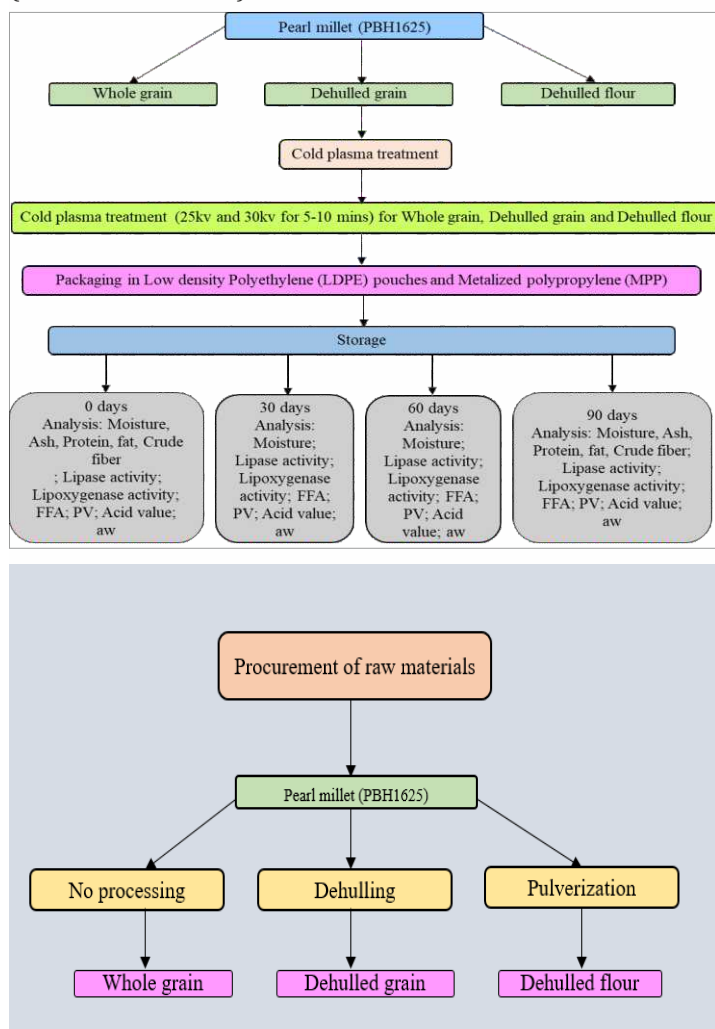 Pearl millet (PBH1625)
Whole grain
Dehulled grain
Dehulled flour
Cold plasma treatment
Cold plasma treatment (25kv and 30kv for 5-10 mins) for Whole grain, Dehulled grain and Dehulled flour
Packaging in Low density Polyethylene (LDPE) pouches and Metalized polypropylene (MPP)
Storage
0 days
Analysis: Moisture,
Ash, Protein, fat, Crude
fiber
; Lipase activity;
Lipoxygenase activity;
FFA; PV; Acid value;
aw
30 days
Analysis:
Moisture;
Lipase activity;
Lipoxygenase
activity; FFA;
PV; Acid value;
aw
60 days
Analysis:
Moisture;
Lipase activity;
Lipoxygenase
activity; FFA;
PV; Acid
value; aw
90 days
Analysis: Moisture, Ash,
Protein, fat, Crude fiber;
Lipase activity;
Lipoxygenase activity;
FFA; PV; Acid value;
aw
Procurement of raw materials
Pearl millet (PBH1625)
No processing
Dehulling
Pulverization
Whole grain
Dehulled grain
Dehulled flour